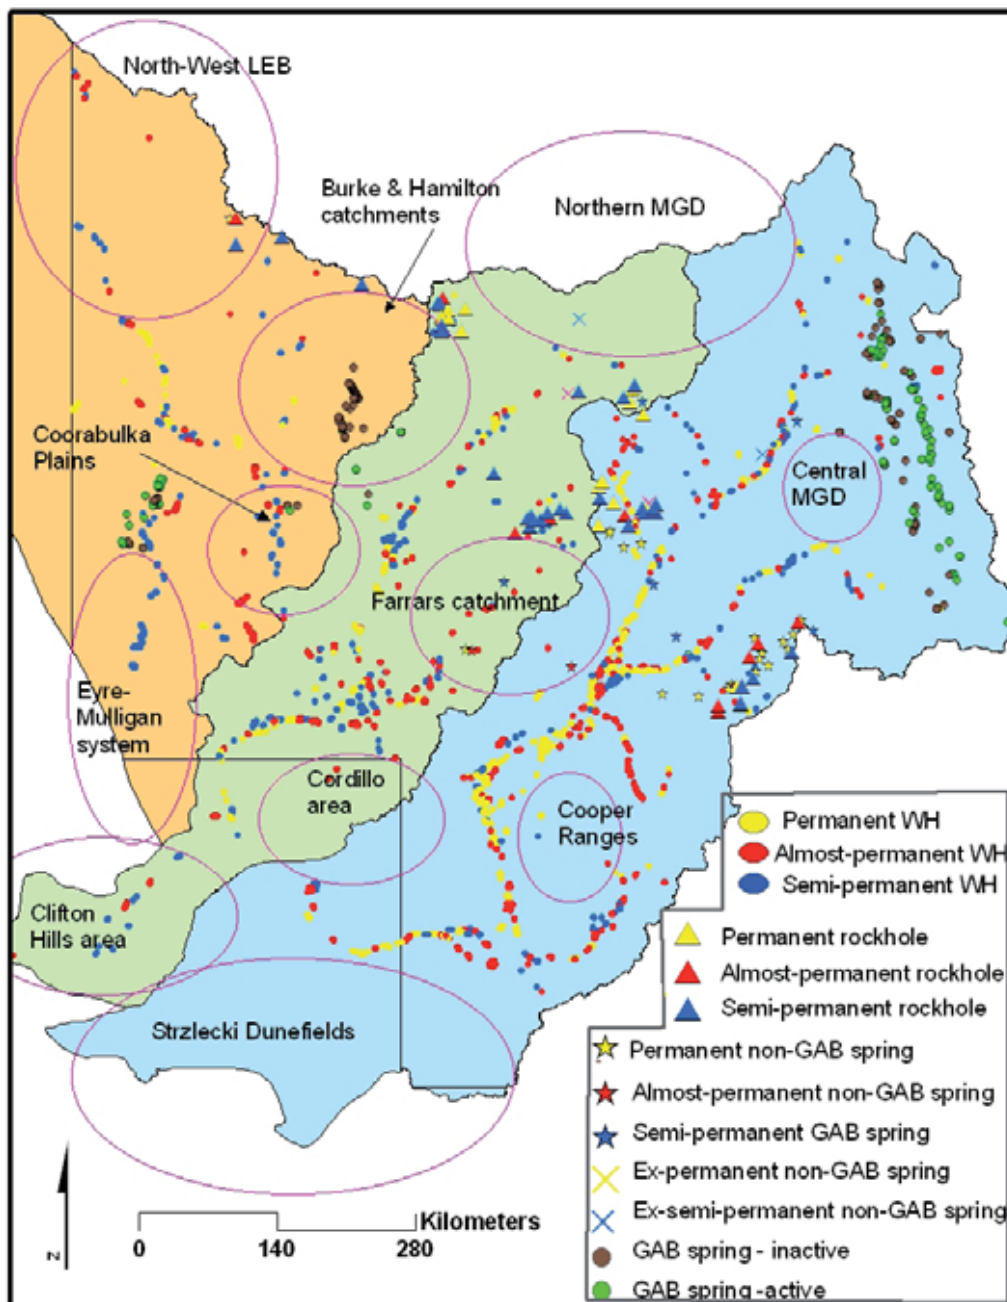 North-West LEB
Burke & Hamilton
catchments
Northern MGD
Coorabulka
Plains
Central
MGD
Farrars catchment
Eyre-
Mulligan
system
Cordillo
area
Cooper
Ranges
Clifton
Hills area
Strzlecki Dunefields
Permanent WH
Almost-permanent WH
Semi-permanent WH
Permanent rockhole
Almost-permanent rockhole
Semi-permanent rockhole
Permanent non-GAB spring
Almost-permanent non-GAB spring
Semi-permanent GAB spring
Ex-permanent non-GAB spring
Ex-semi-permanent non-GAB spring
GAB spring - inactive
GAB spring -active
Kilometers
0 140 280
N